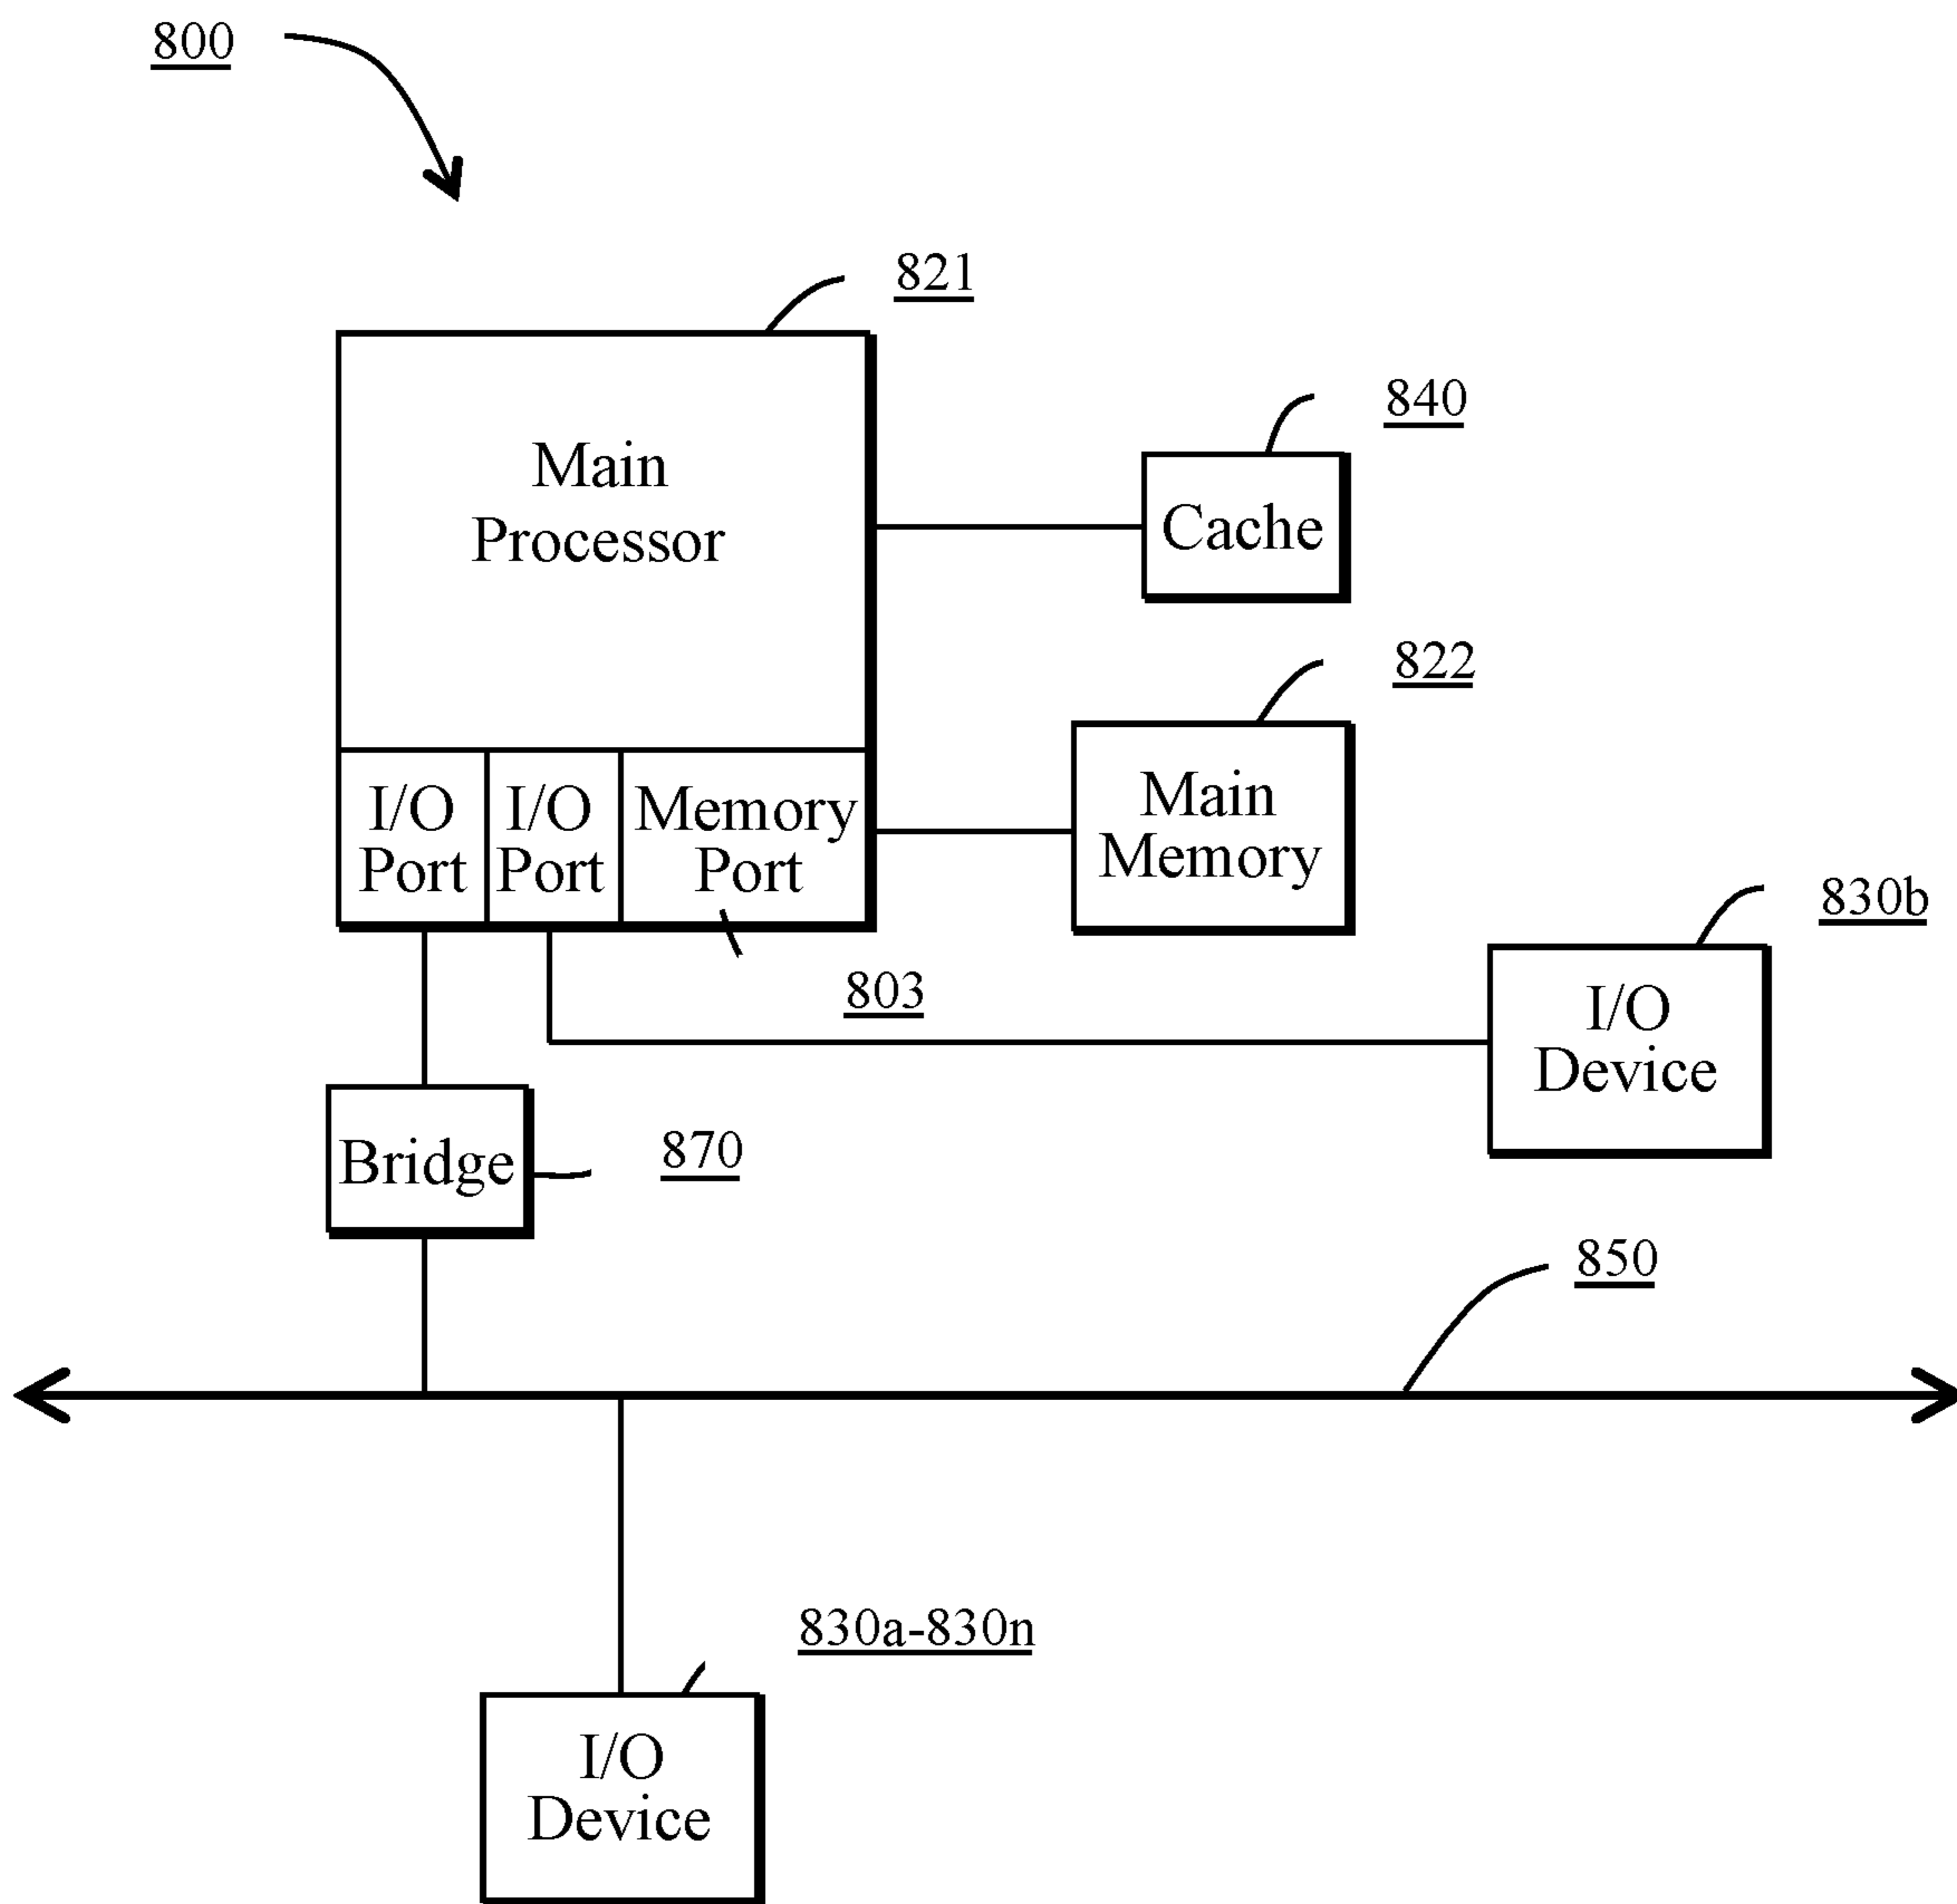 800
821
840
Main
Processor
Cache
822
I/O
Port
I/O
Port
Memory
Port
Main
Memory
830b
803
I/O
Device
Bridge
870
850
830a-830n
I/O
Device